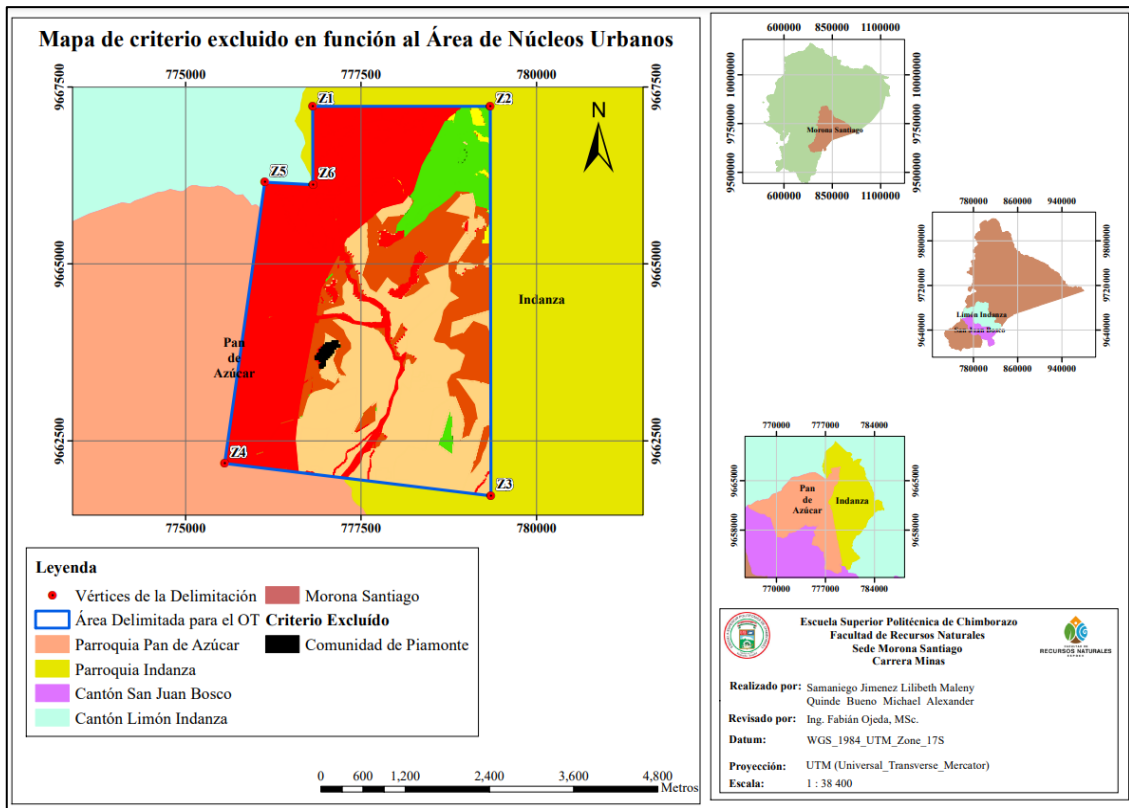 Mapa de criterio excluido en función al Área de Núcleos Urbanos
775000 777500 780000
9667500 9667500
Z1 Z2
N
Z5 Z6
9665000 9665000
Indanza
Pan
de
Azúcar
9662500 9662500
Z4
Z3
775000 777500 780000
Leyenda
Vértices de la Delimitación
Área Delimitada para el OT
Parroquia Pan de Azúcar
Parroquia Indanza
Cantón San Juan Bosco
Cantón Limón Indanza
Morona Santiago
Criterio Excluído
Comunidad de Piamonte
0 600 1,200 2,400 3,600 4,800
Metros
600000 850000 1100000
10000000 10000000
9750000 9750000
Morona Santiago
9500000 9500000
600000 850000 1100000
780000 860000 940000
9800000 9800000
9720000 9720000
Limón Indanza
9640000 9640000
San Juan Bosco
780000 860000 940000
770000 777000 784000
9665000 9665000
Pan
de
Azúcar
Indanza
9658000 9658000
770000 777000 784000
Escuela Superior Politécnica de Chimborazo
Facultad de Recursos Naturales
Sede Morona Santiago
Carrera Minas
RECURSOS NATURALES
Realizado por: Samaniego Jimenez Lilibeth Maleny
Quinde Bueno Michael Alexander
Revisado por: Ing. Fabián Ojeda, MSc.
Datum: WGS_1984_UTM_Zone_17S
Proyección: UTM (Universal_Transverse_Mercator)
Escala: 1 : 38 400